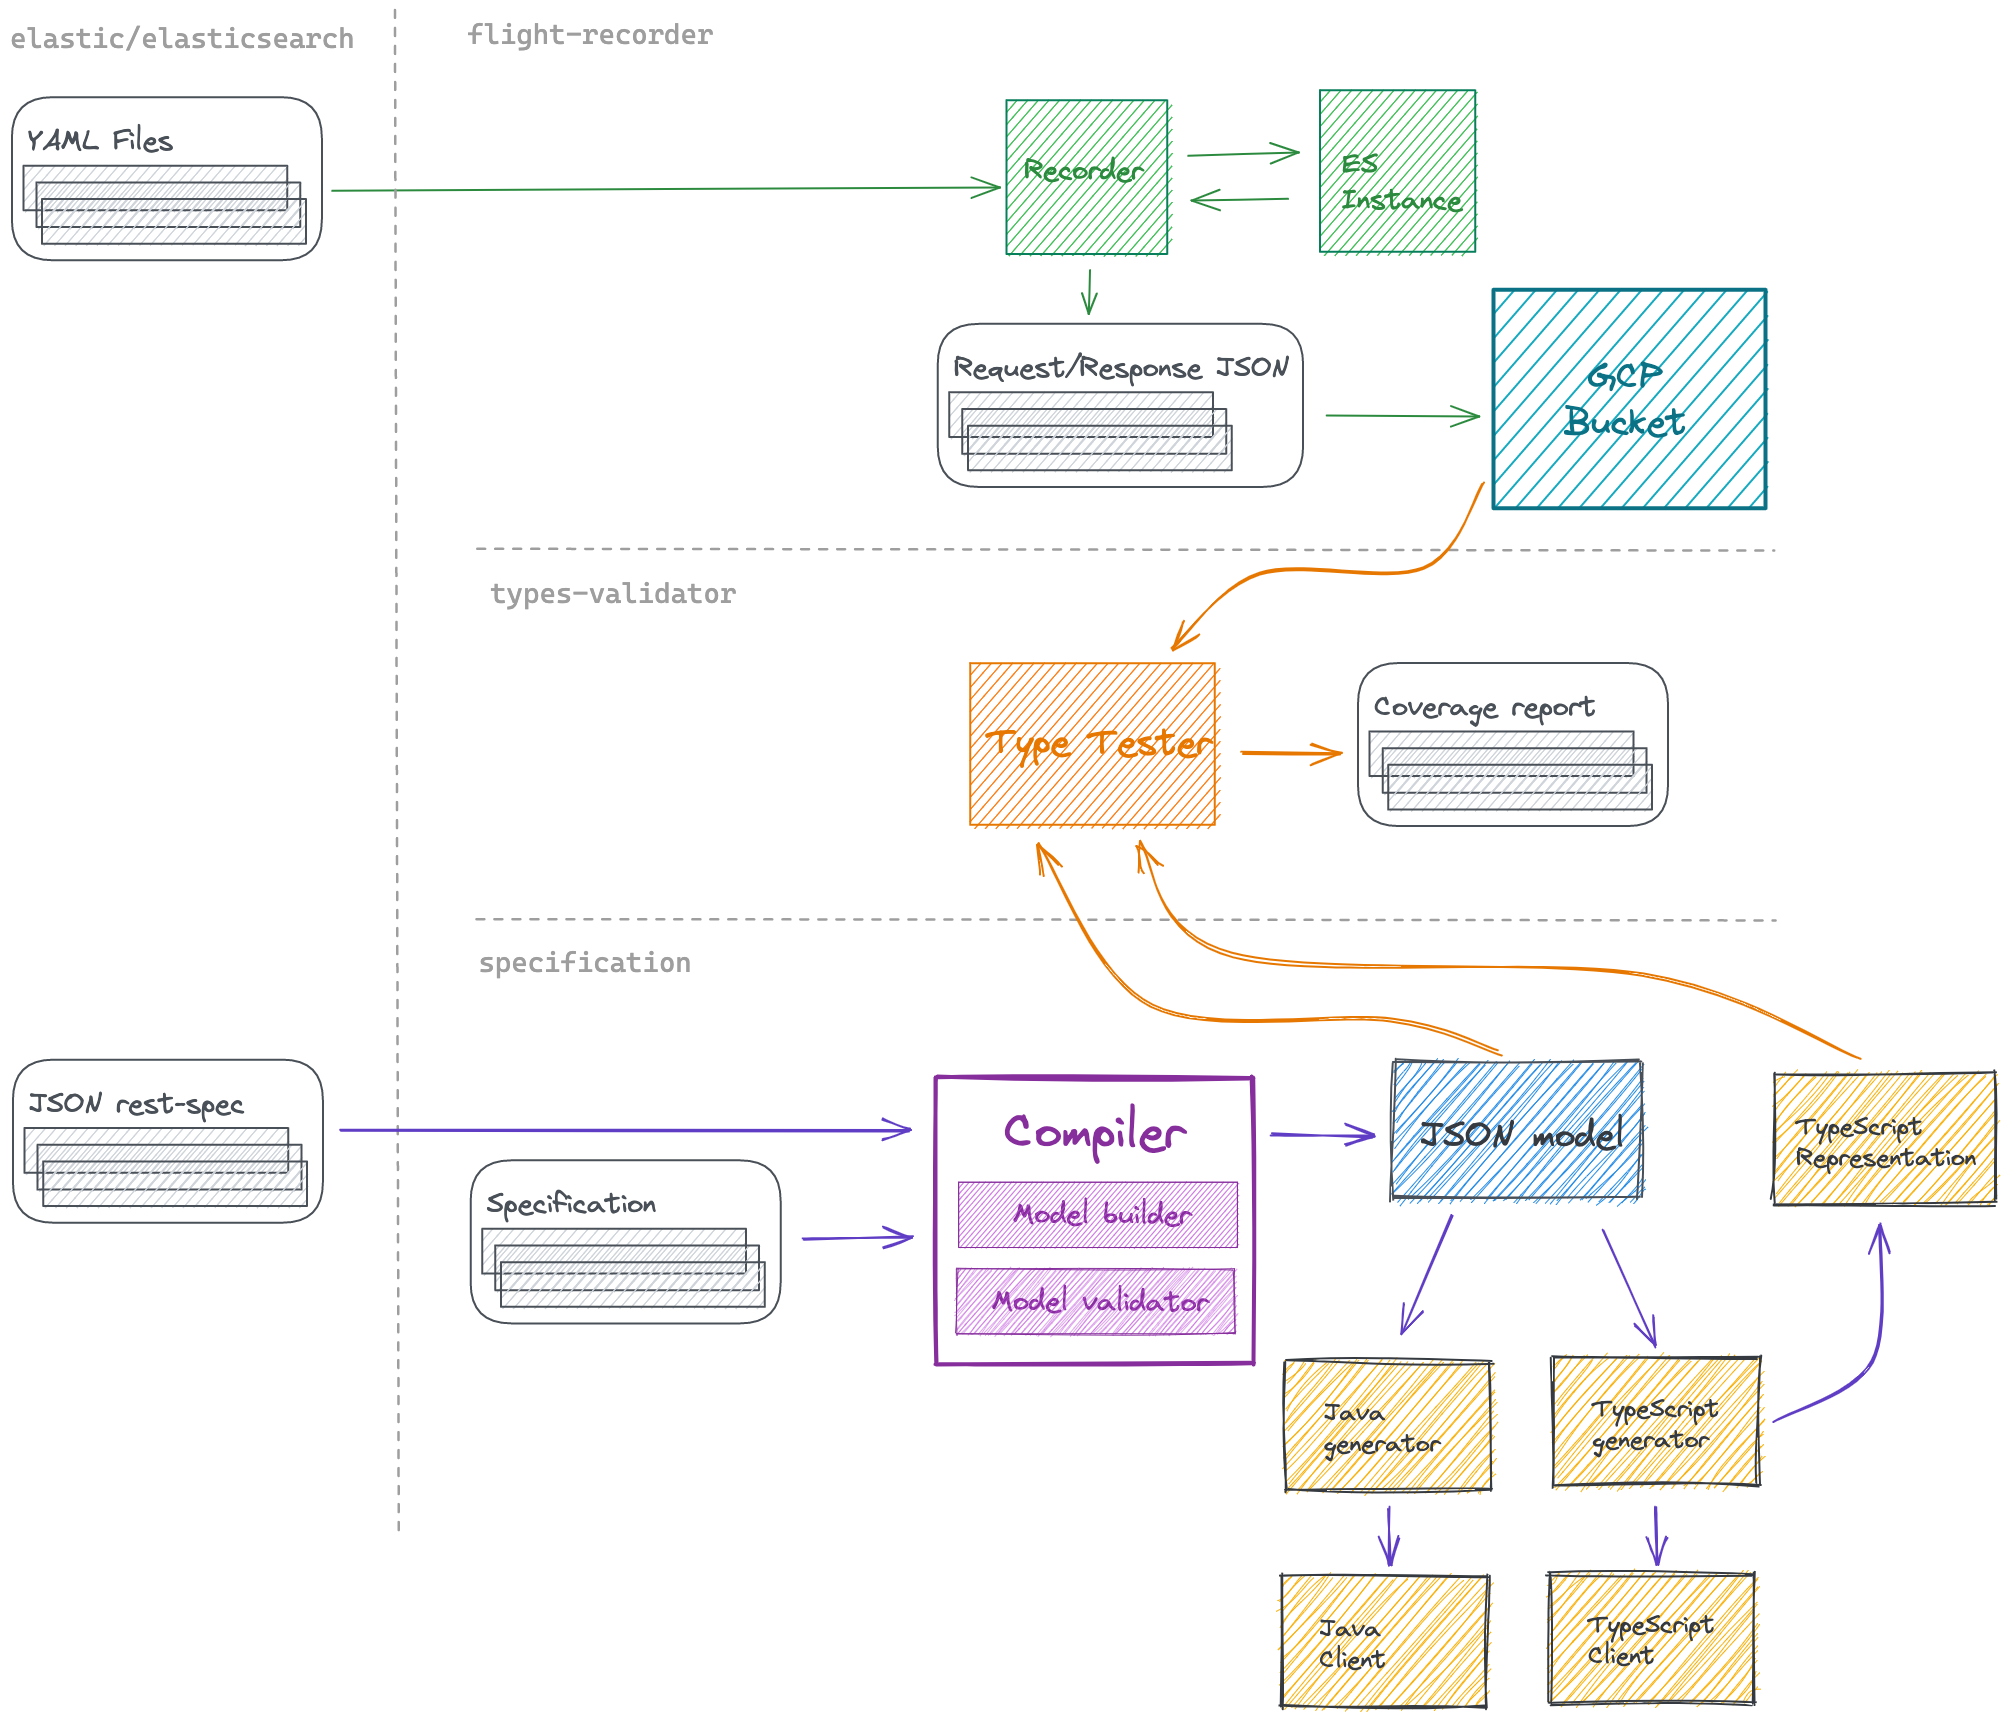 elastic/elasticsearch
flight-recorder
YAML Files
Recorder
ES
Instance
Request/Response JSON
GCP
Bucket
types-validator
Type Tester
Coverage report
specification
JSON rest-spec
Specification
Compiler
Model builder
Model validator
JSON model
TypeScript
Representation
Java
generator
TypeScript
generator
Java
Client
TypeScript
Client